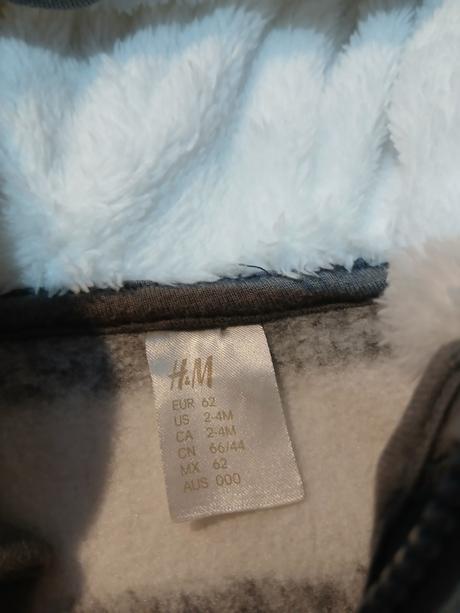 H&M
EUR 62
US 2-4M
CA 2-4M
CN 66/44
MX 62
AUS 000